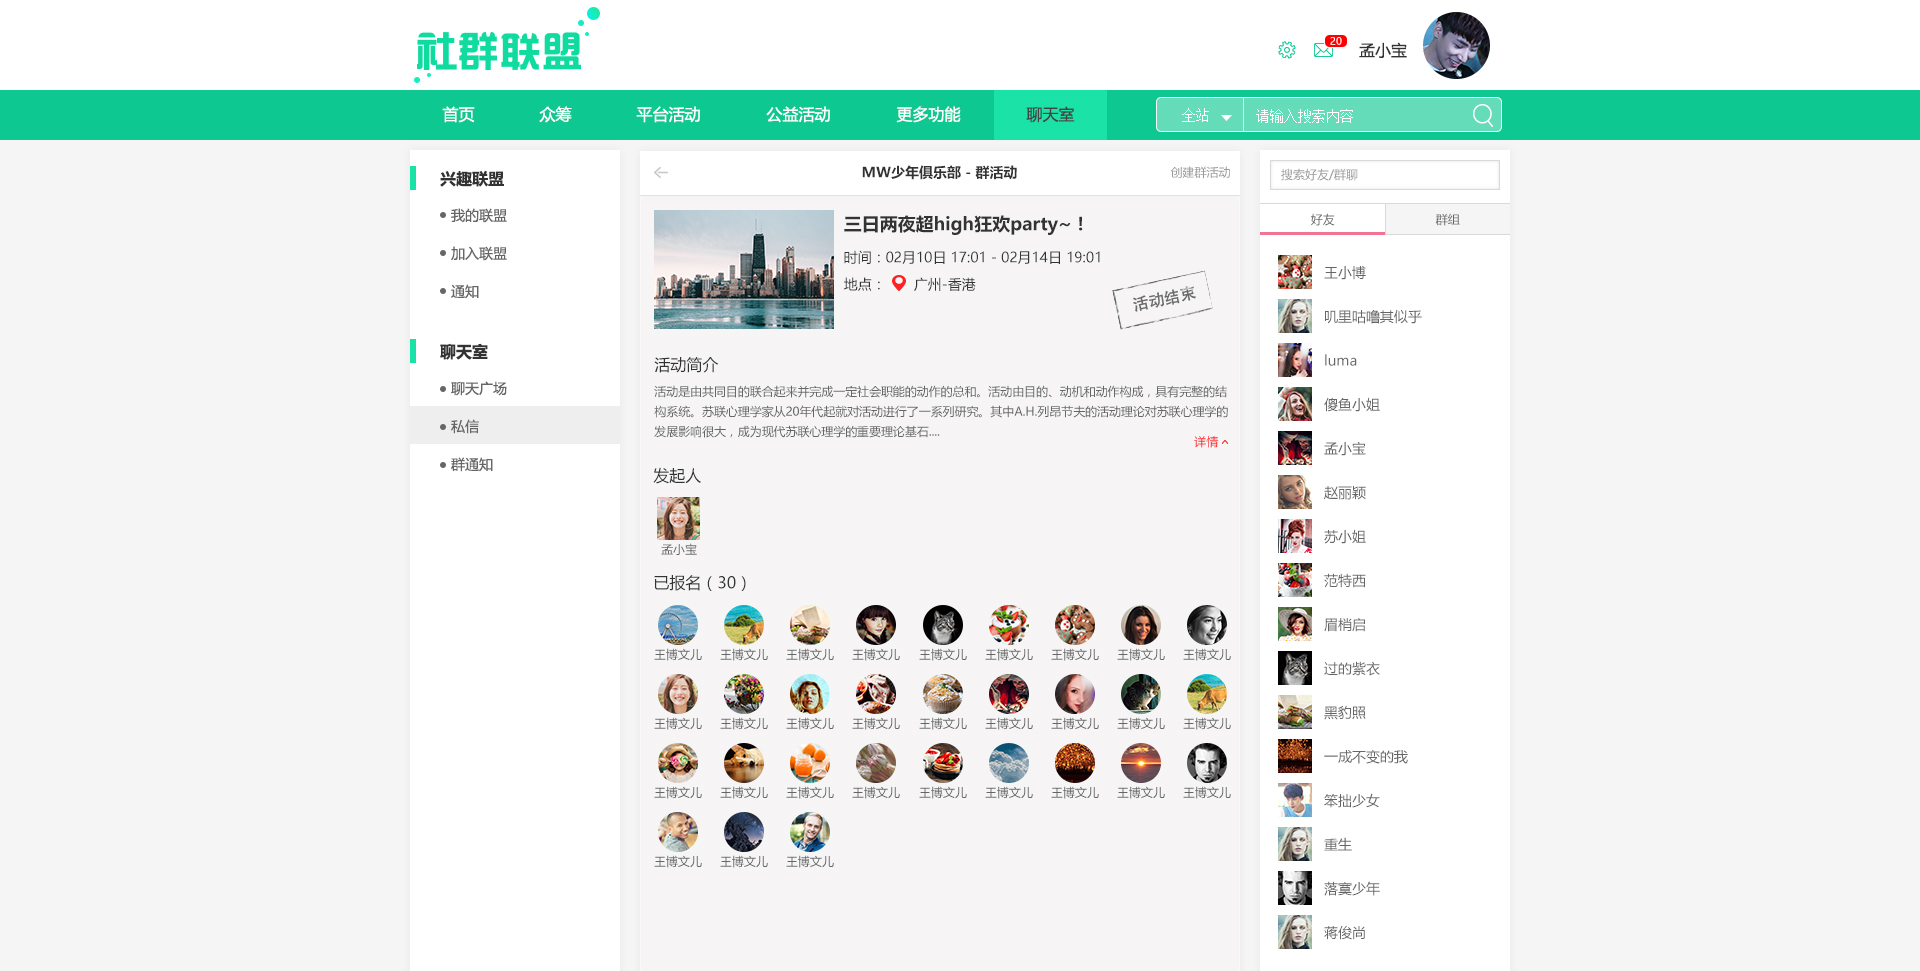 社群联盟
20
孟小宝
首页
众筹
平台活动
公益活动
更多功能
聊天室
全站
请输入搜索内容
兴趣联盟
我的联盟
加入联盟
通知
聊天室
聊天广场
私信
群通知
MW少年俱乐部 - 群活动
创建群活动
三日两夜超high狂欢party~！
时间：02月10日 17:01 - 02月14日 19:01
地点： 广州-香港
活动结束
活动简介
活动是由共同目的联合起来并完成一定社会职能的动作的总和。活动由目的、动机和动作构成，具有完整的结
构系统。苏联心理学家从20年代起就对活动进行了一系列研究。其中A.H.列昂节夫的活动理论对苏联心理学的
发展影响很大，成为现代苏联心理学的重要理论基石....
详情
发起人
孟小宝
已报名（30）
王博文儿 王博文儿 王博文儿 王博文儿 王博文儿 王博文儿 王博文儿 王博文儿 王博文儿
王博文儿 王博文儿 王博文儿 王博文儿 王博文儿 王博文儿 王博文儿 王博文儿 王博文儿
王博文儿 王博文儿 王博文儿 王博文儿 王博文儿 王博文儿 王博文儿 王博文儿 王博文儿
王博文儿 王博文儿 王博文儿
搜索好友/群聊
好友
群组
王小博
叽里咕噜其似乎
luma
傻鱼小姐
孟小宝
赵丽颖
苏小姐
范特西
眉梢启
过的紫衣
黑豹照
一成不变的我
笨拙少女
重生
落寞少年
蒋俊尚